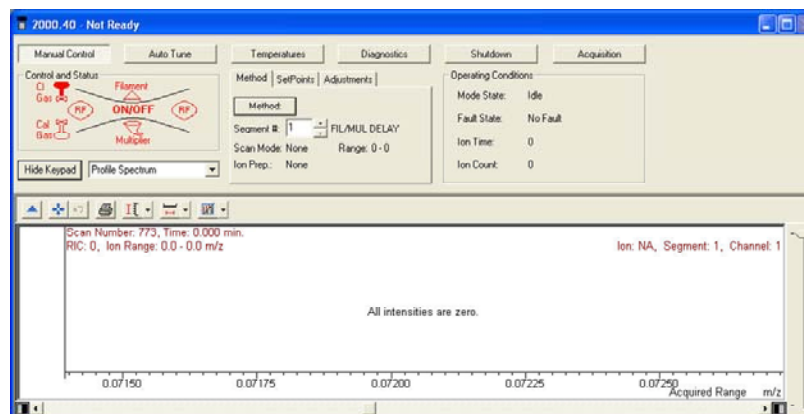 2000.40 - Not Ready
Manual Control Auto Tune Temperatures Diagnostics Shutdown Acquisition
Control and Status
CI Gas
Filament
RF ON/OFF RF
Cal Gas
Multiplier
Hide Keypad Profile Spectrum
Method SetPoints Adjustments
Method:
Segment #: 1 FIL/MUL DELAY
Scan Mode: None Range: 0 - 0
Ion Prep.: None
Operating Conditions
Mode State: Idle
Fault State: No Fault
Ion Time: 0
Ion Count: 0
Scan Number: 773, Time: 0.000 min.
RIC: 0, Ion Range: 0.0 - 0.0 m/z Ion: NA, Segment: 1, Channel: 1
All intensities are zero.
0.07150 0.07175 0.07200 0.07225 0.07250
Acquired Range m/z